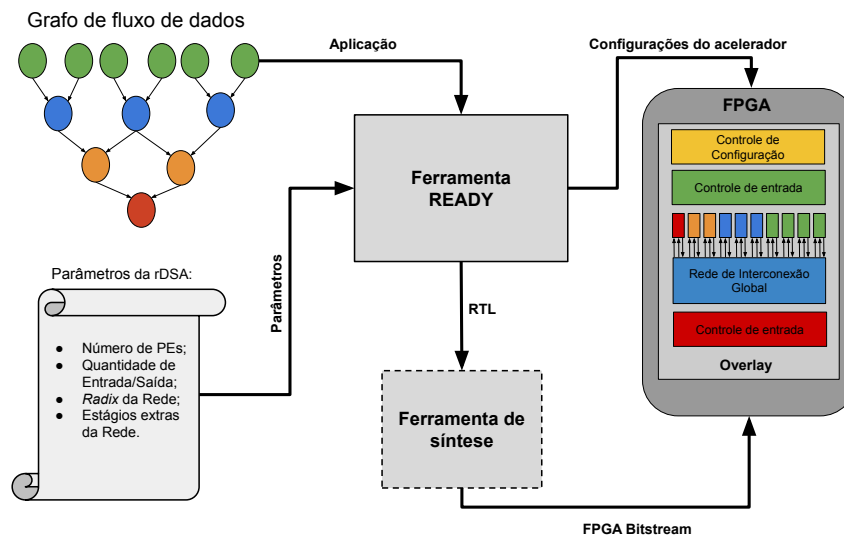 Grafo de fluxo de dados
Aplicação
Configurações do acelerador
FPGA
Controle de
Configuração
Controle de entrada
Rede de Interconexão
Global
Controle de entrada
Overlay
Ferramenta
READY
Parâmetros da rDSA:
● Número de PEs;
● Quantidade de
Entrada/Saída;
● Radix da Rede;
● Estágios extras
da Rede.
Parâmetros
RTL
Ferramenta de
síntese
FPGA Bitstream